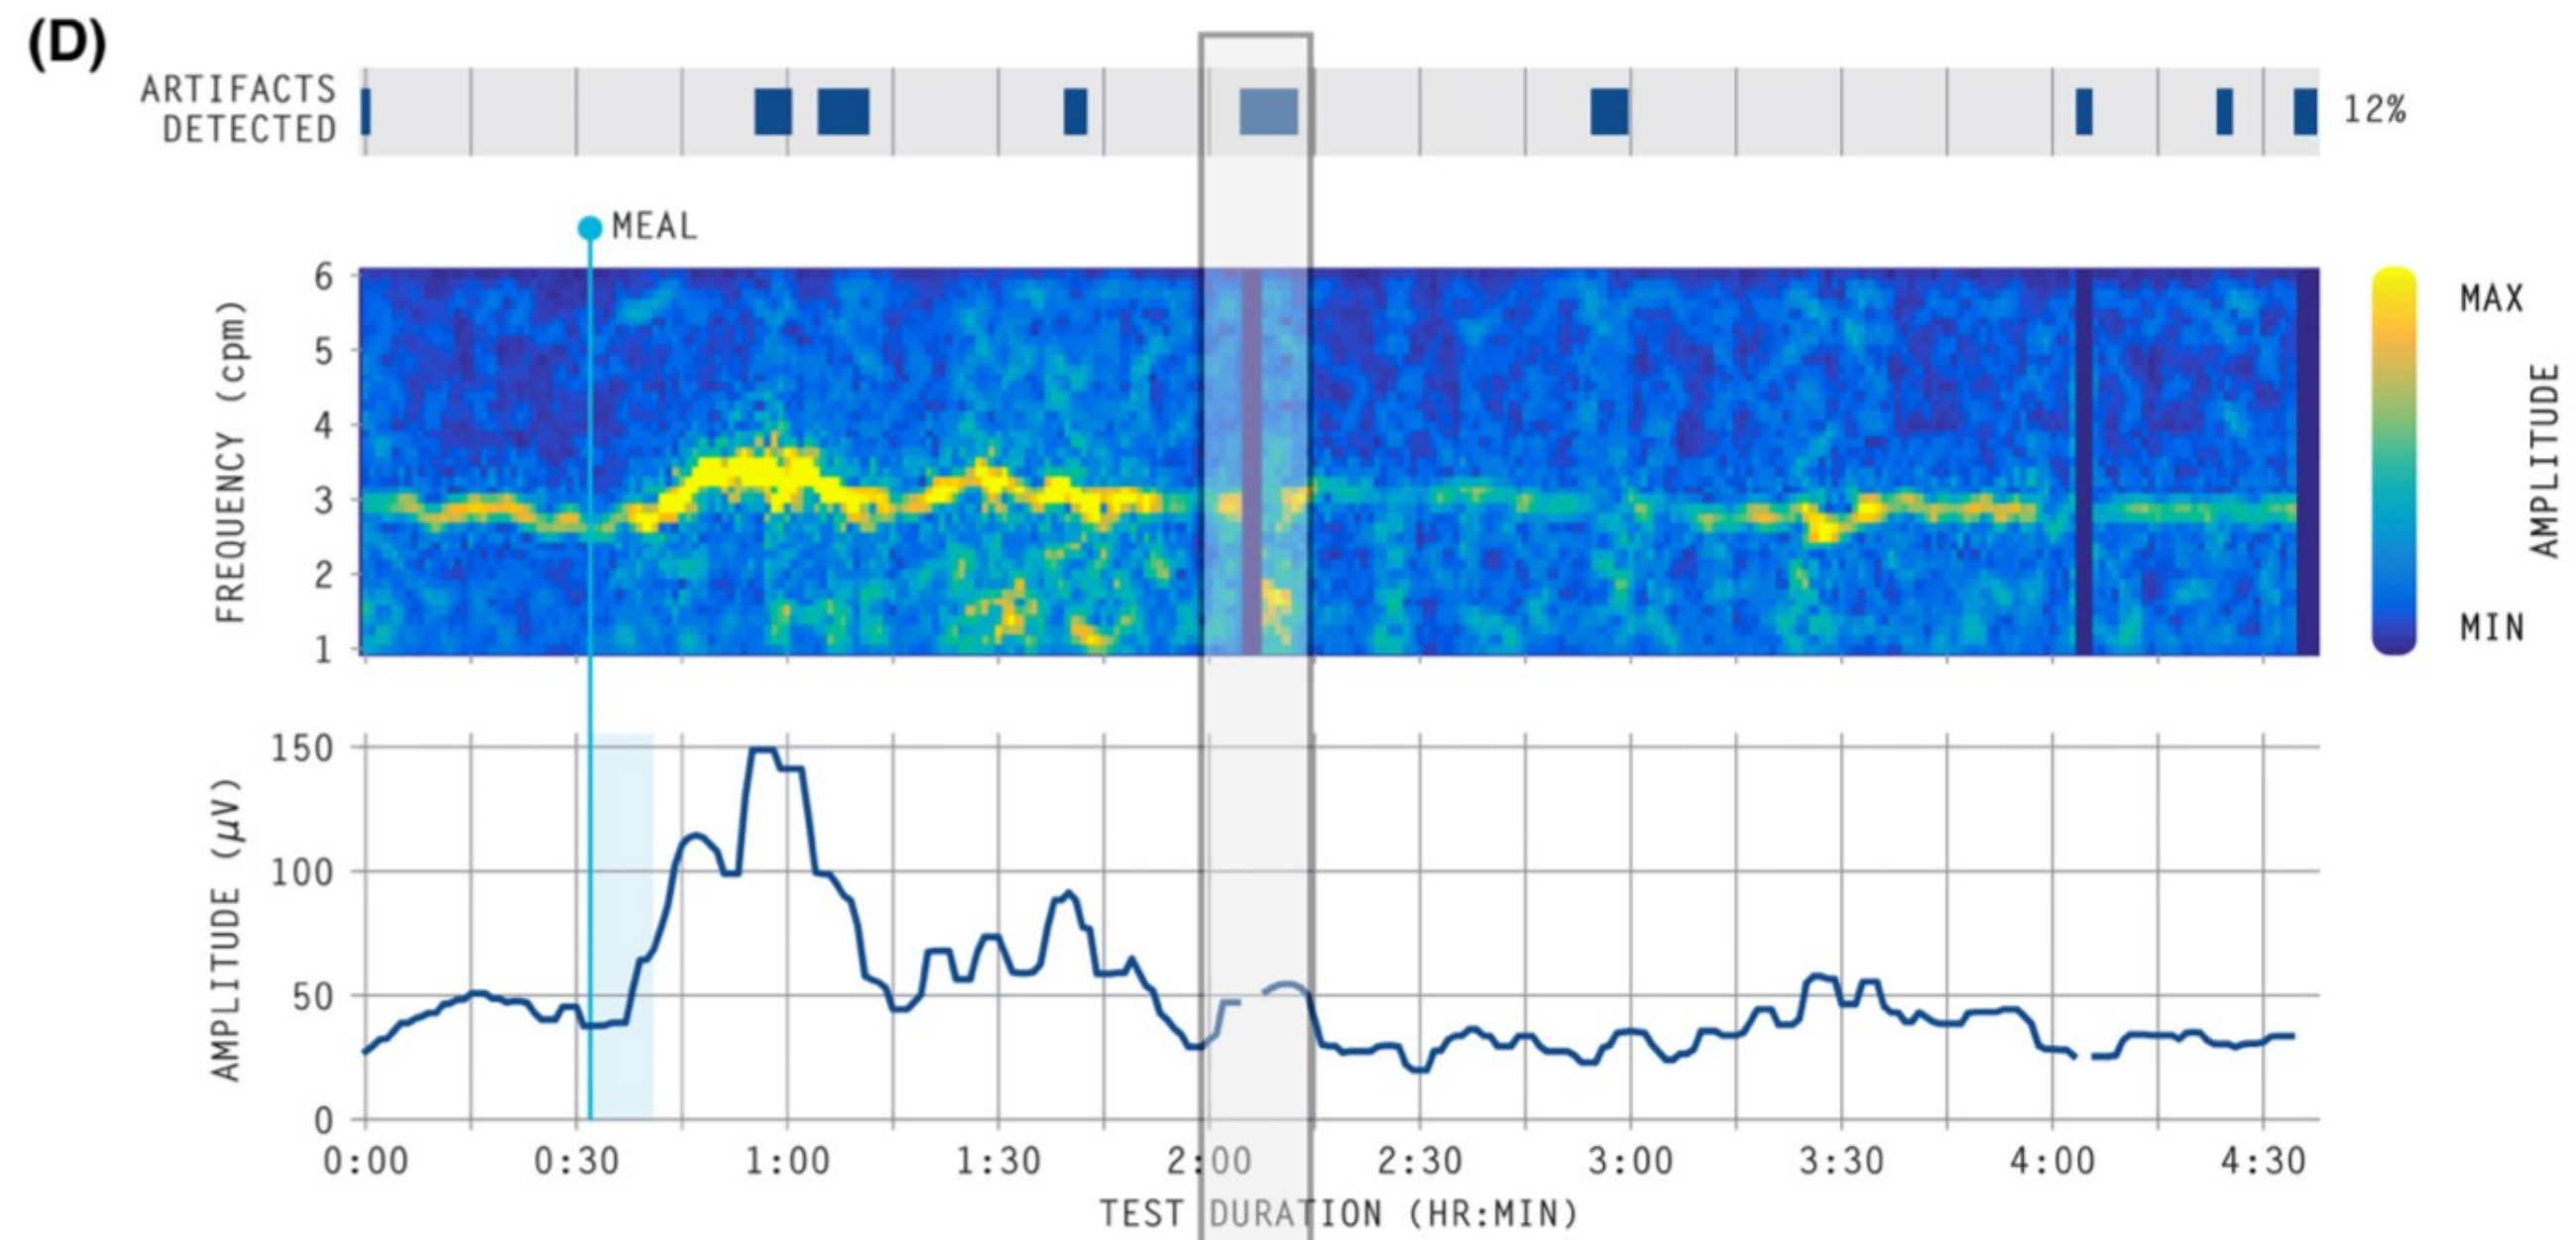 (D)
ARTIFACTS
DETECTED
12%
MEAL
FREQUENCY (cpm)
6
5
4
3
2
1
MAX
AMPLITUDE
MIN
AMPLITUDE (μV)
150
100
50
0
0:00 0:30 1:00 1:30 2:00 2:30 3:00 3:30 4:00 4:30
TEST DURATION (HR:MIN)